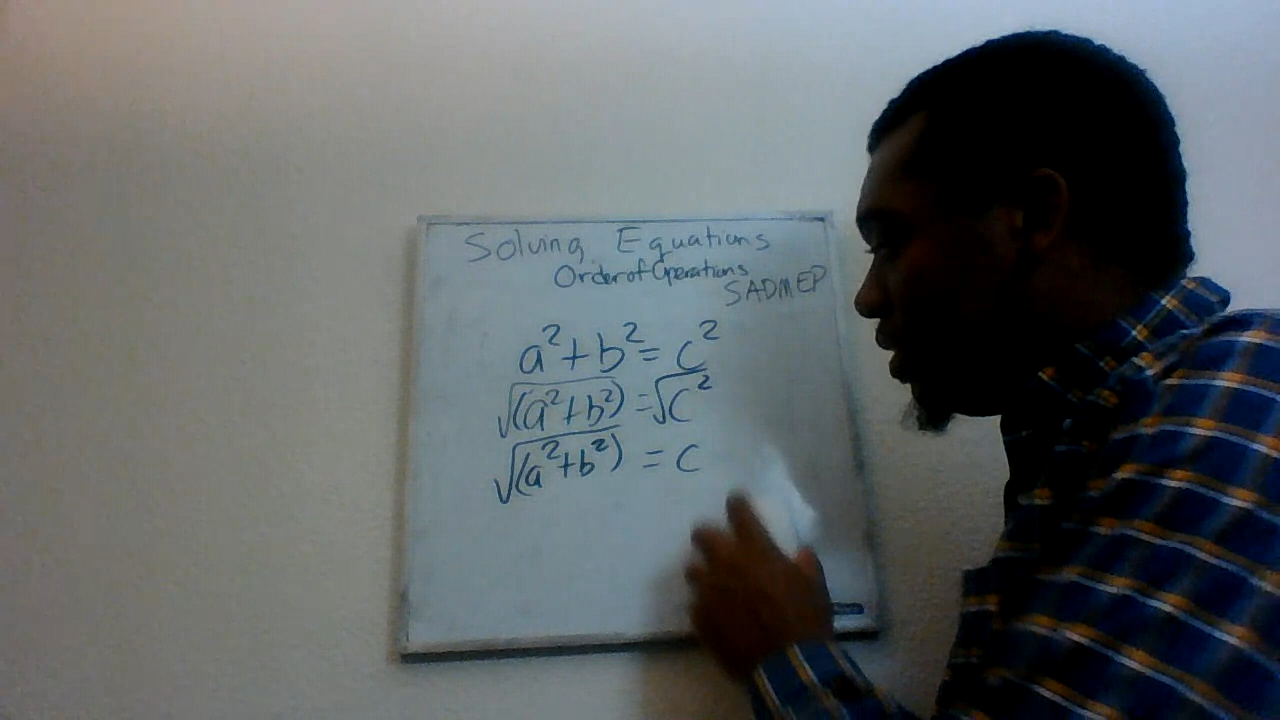 Solving Equations
Order of Operations
SADMEP
a²+b²=c²
√(a²+b²)=√c²
√(a²+b²)=c